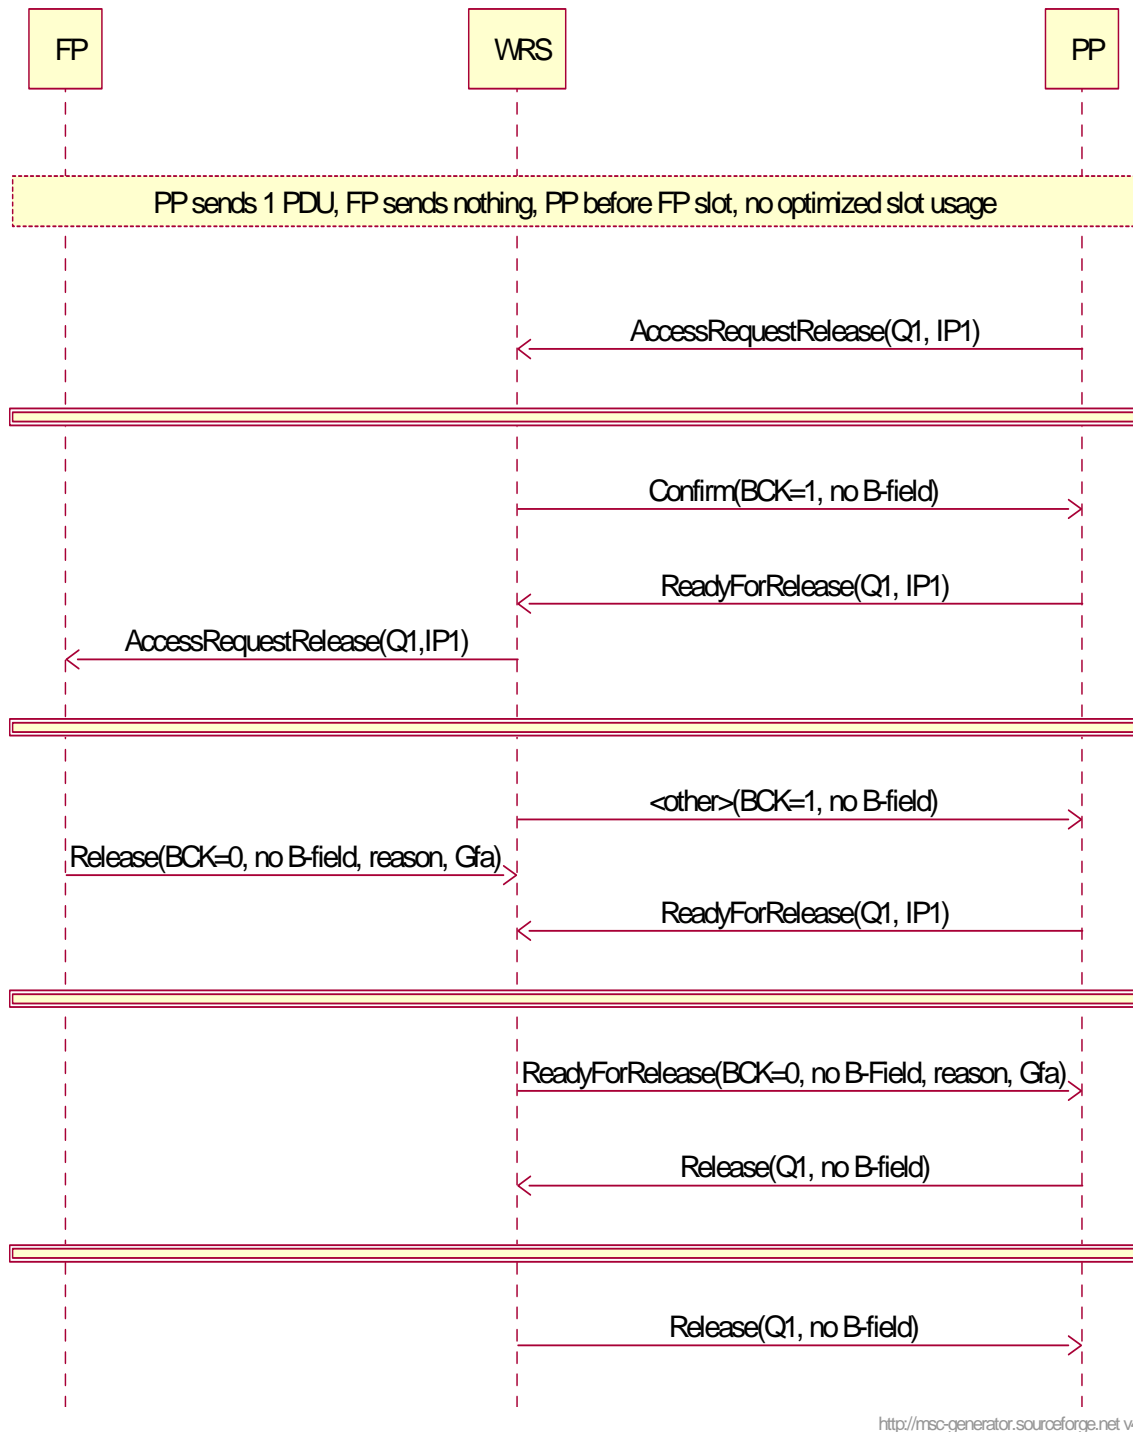 FP WRS PP
PP sends 1 PDU, FP sends nothing, PP before FP slot, no optimized slot usage
AccessRequestRelease(Q1, IP1)
Confirm(BCK=1, no B-field)
ReadyForRelease(Q1, IP1)
AccessRequestRelease(Q1,IP1)
<other>(BCK=1, no B-field)
Release(BCK=0, no B-field, reason, Gfa)
ReadyForRelease(Q1, IP1)
ReadyForRelease(BCK=0, no B-Field, reason, Gfa)
Release(Q1, no B-field)
Release(Q1, no B-field)
http://msc-generator.sourceforge.net